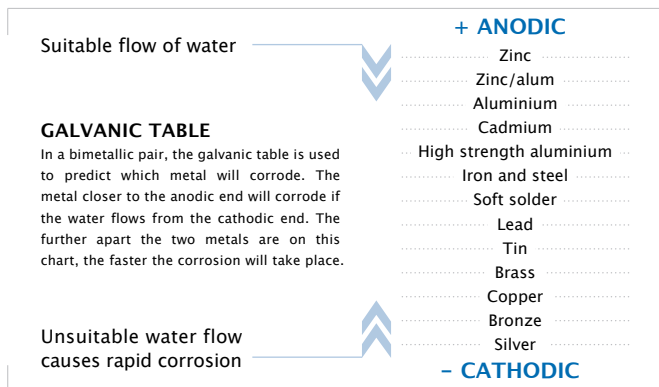 Suitable flow of water
GALVANIC TABLE
In a bimetallic pair, the galvanic table is used
to predict which metal will corrode. The
metal closer to the anodic end will corrode if
the water flows from the cathodic end. The
further apart the two metals are on this
chart, the faster the corrosion will take place.
Unsuitable water flow
causes rapid corrosion
+ ANODIC
Zinc
Zinc/alum
Aluminium
Cadmium
High strength aluminium
Iron and steel
Soft solder
Lead
Tin
Brass
Copper
Bronze
Silver
– CATHODIC